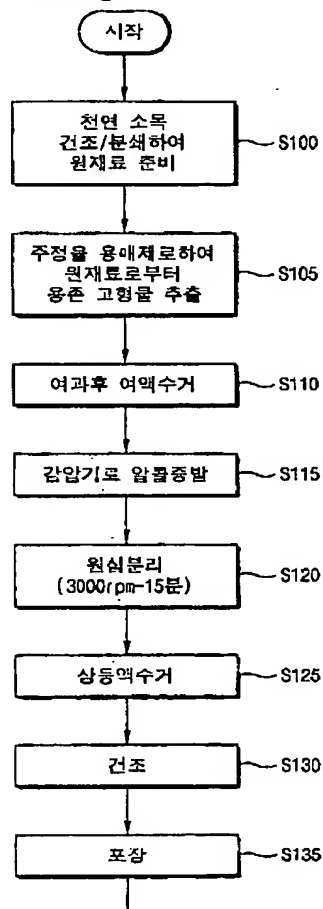 시작
천연 소목
건조/분쇄하여
원재료 준비
S100
주정을 용매제로하여
원재료로부터
용존 고형물 추출
S105
여과후 여액수거
S110
감압기로 압력증발
S115
원심분리
(3000rpm-15분)
S120
상등액수거
S125
건조
S130
포장
S135